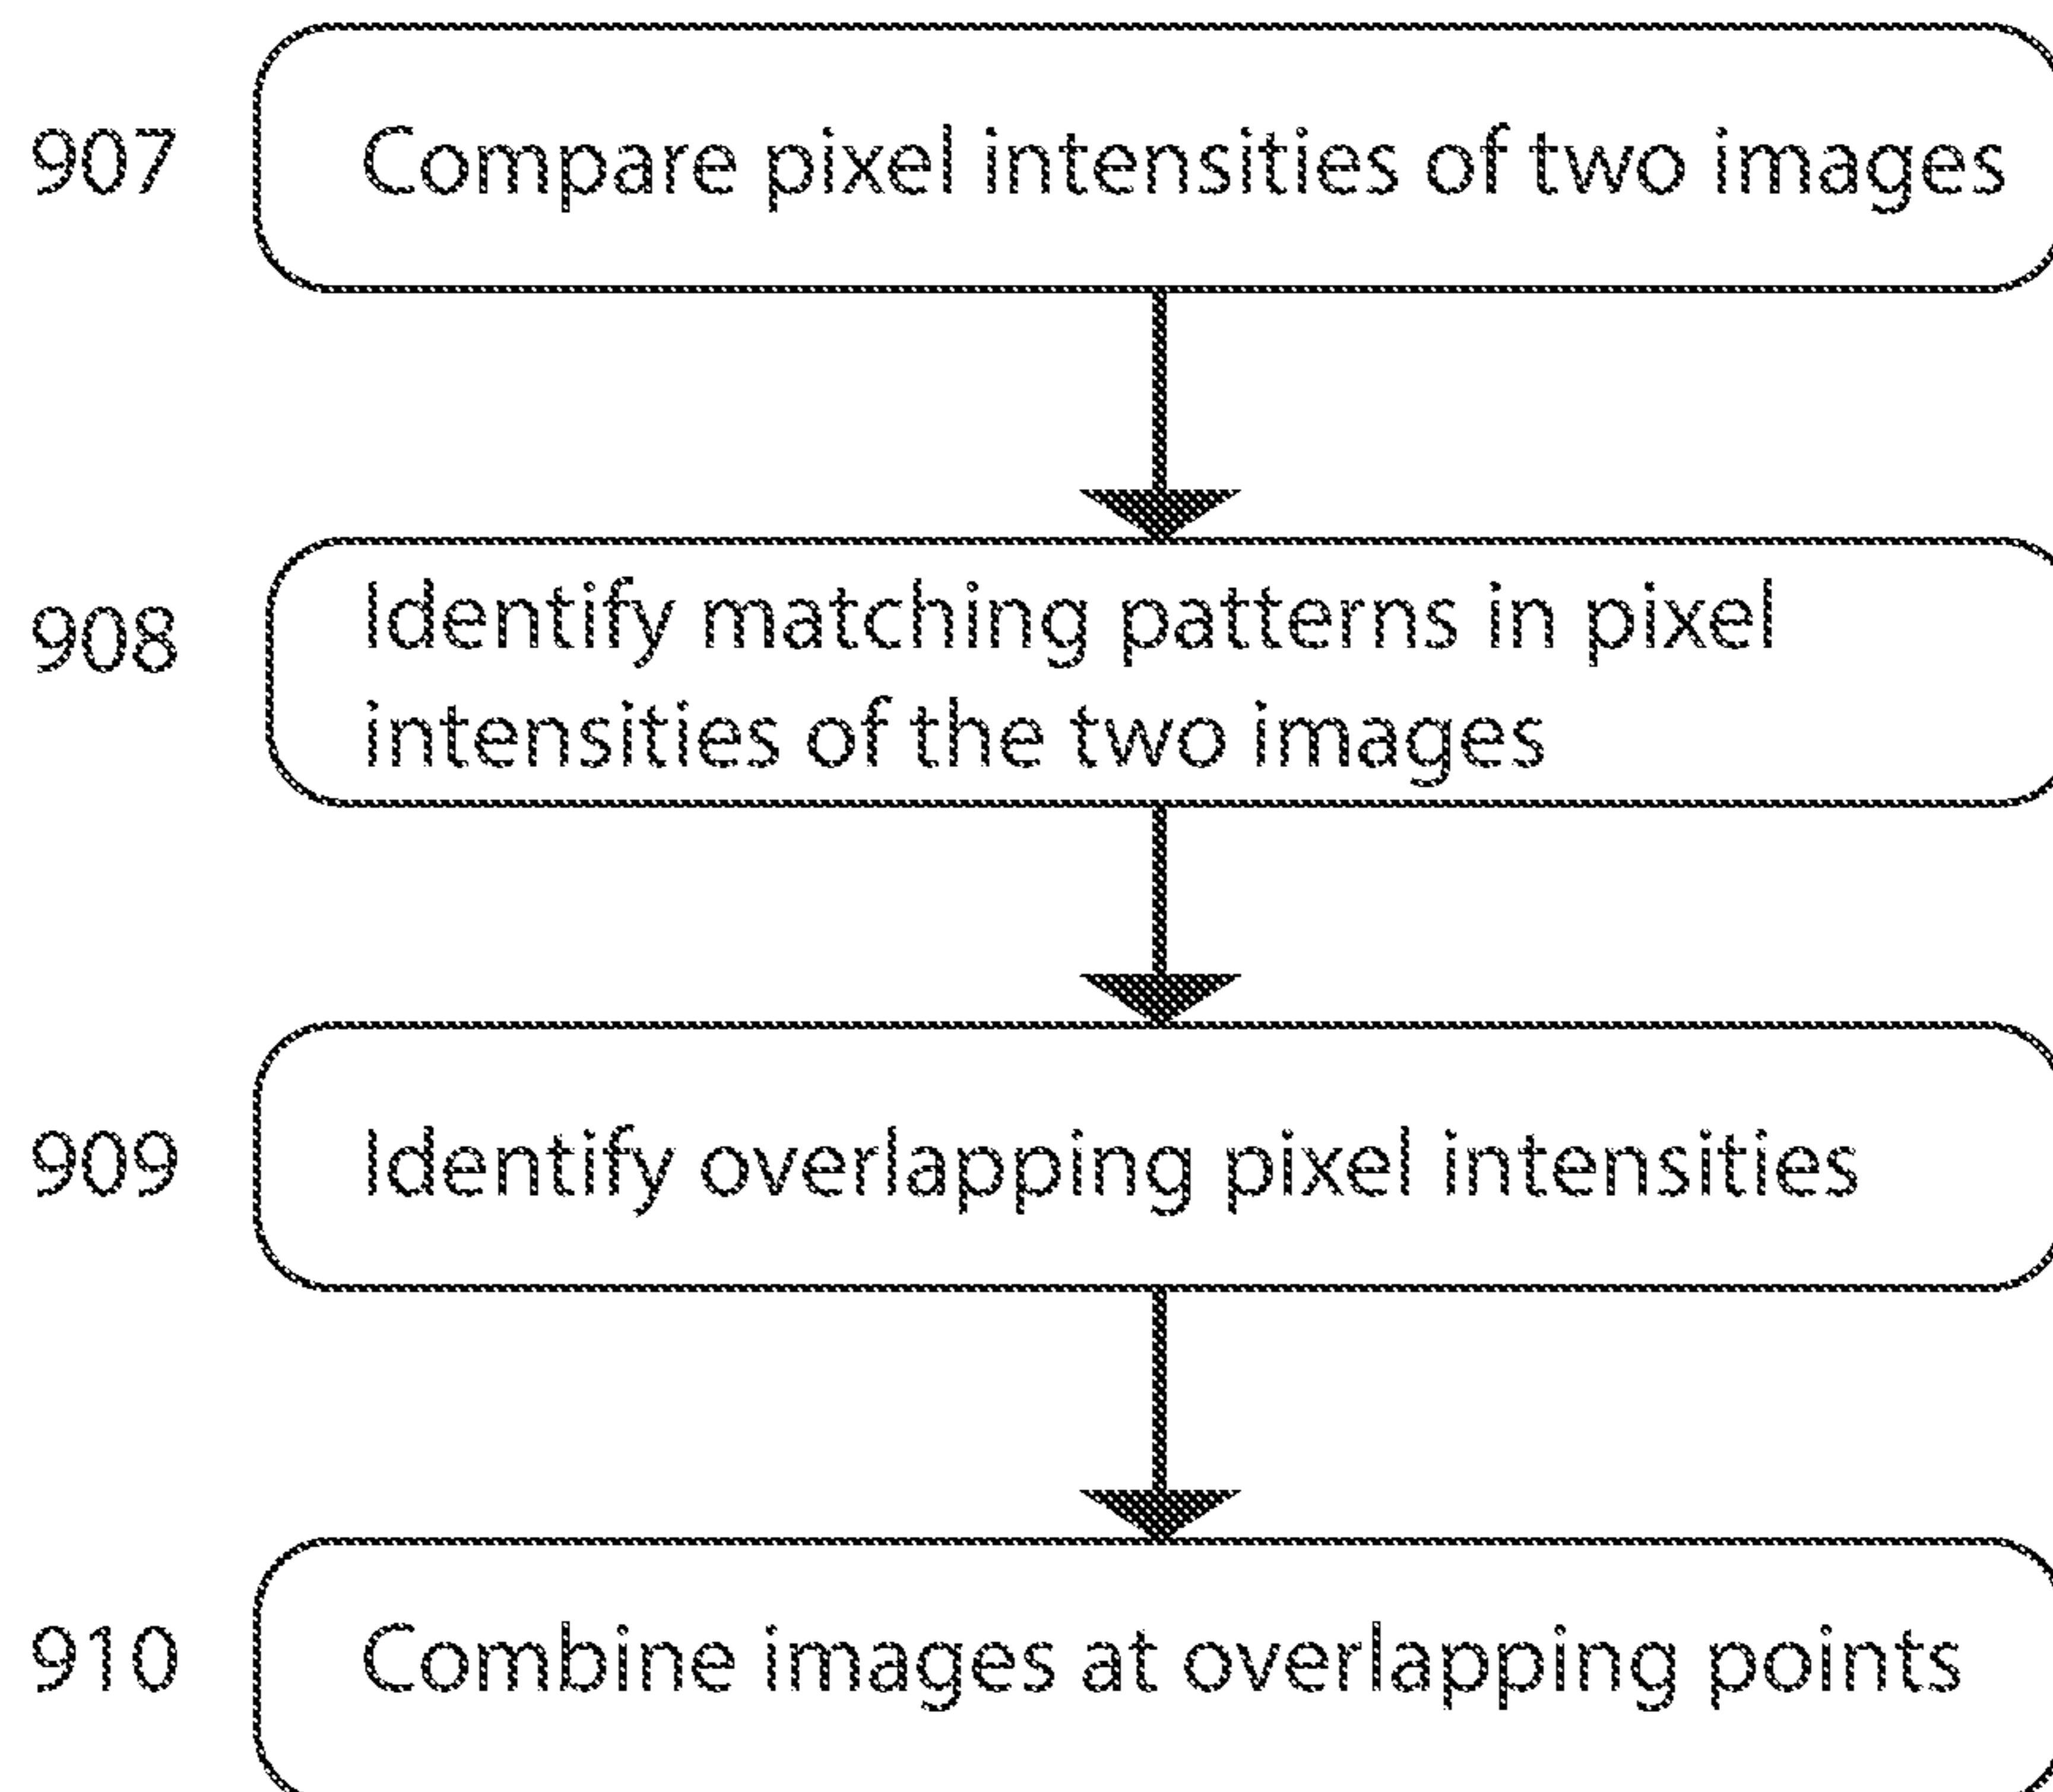 907
Compare pixel intensities of two images
908
Identify matching patterns in pixel
intensities of the two images
909
Identify overlapping pixel intensities
910
Combine images at overlapping points